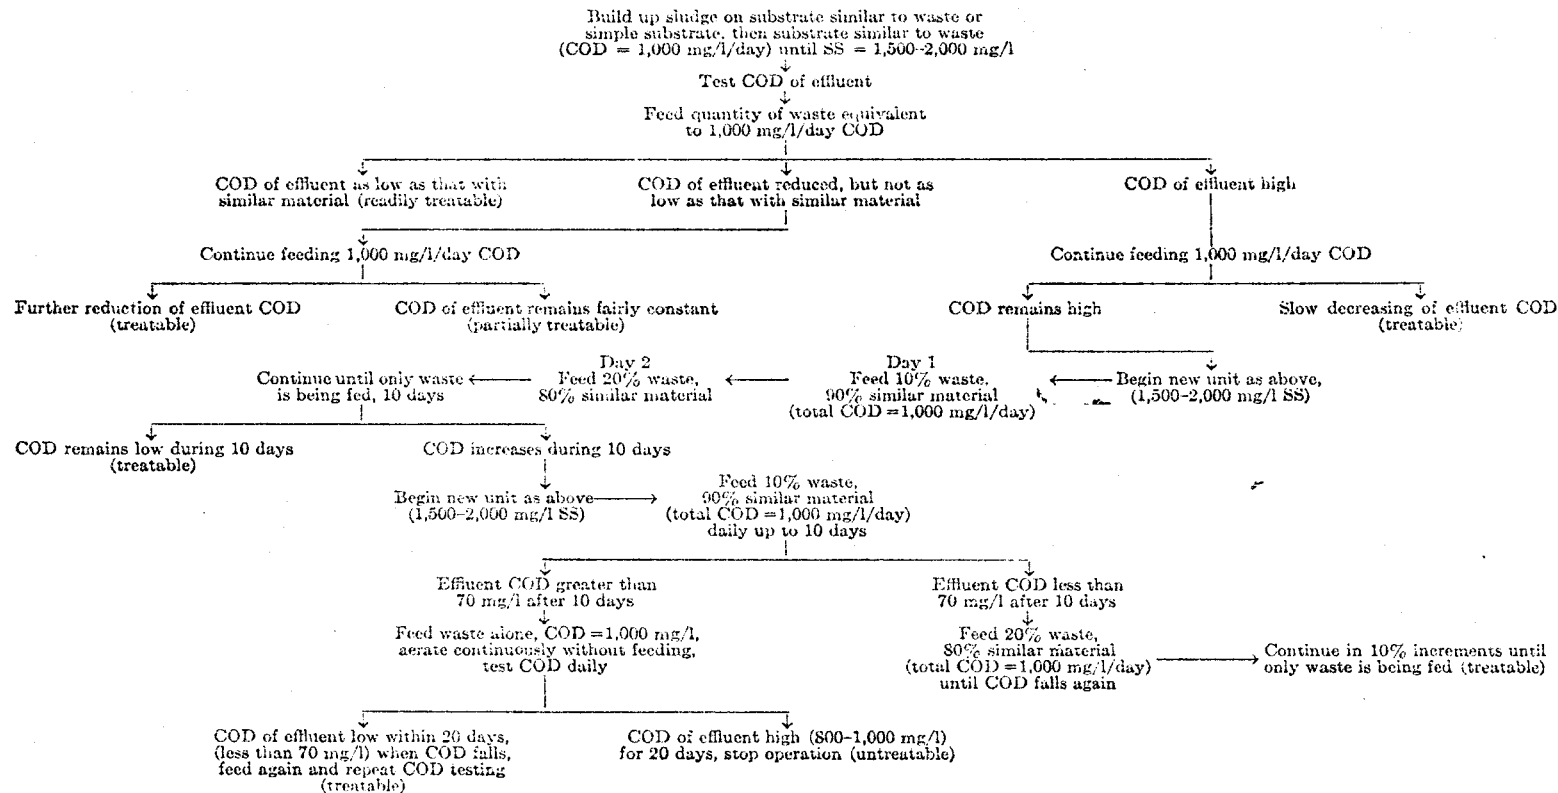 Build up sludge on substrate similar to waste or
simple substrate, then substrate similar to waste
(COD = 1,000 mg/l/day) until SS = 1,500–2,000 mg/l
Test COD of effluent
Feed quantity of waste equivalent
to 1,000 mg/l/day COD
COD of effluent as low as that with
similar material (readily treatable)
COD of effluent reduced, but not as
low as that with similar material
COD of effluent high
Continue feeding 1,000 mg/l/day COD
Continue feeding 1,000 mg/l/day COD
Further reduction of effluent COD
(treatable)
COD of effluent remains fairly constant
(partially treatable)
COD remains high
Slow decreasing of effluent COD
(treatable)
Begin new unit as above,
(1,500–2,000 mg/l SS)
Day 1
Feed 10% waste,
90% similar material
(total COD = 1,000 mg/l/day)
Day 2
Feed 20% waste,
80% similar material
Continue until only waste
is being fed, 10 days
COD remains low during 10 days
(treatable)
COD increases during 10 days
Begin new unit as above
(1,500–2,000 mg/l SS)
Feed 10% waste,
90% similar material
(total COD = 1,000 mg/l/day)
daily up to 10 days
Effluent COD greater than
70 mg/l after 10 days
Effluent COD less than
70 mg/l after 10 days
Feed waste alone, COD = 1,000 mg/l,
aerate continuously without feeding,
test COD daily
Feed 20% waste,
80% similar material
(total COD = 1,000 mg/l/day)
until COD falls again
Continue in 10% increments until
only waste is being fed (treatable)
COD of effluent low within 20 days,
(less than 70 mg/l) when COD falls,
feed again and repeat COD testing
(treatable)
COD of effluent high (800–1,000 mg/l)
for 20 days, stop operation (untreatable)